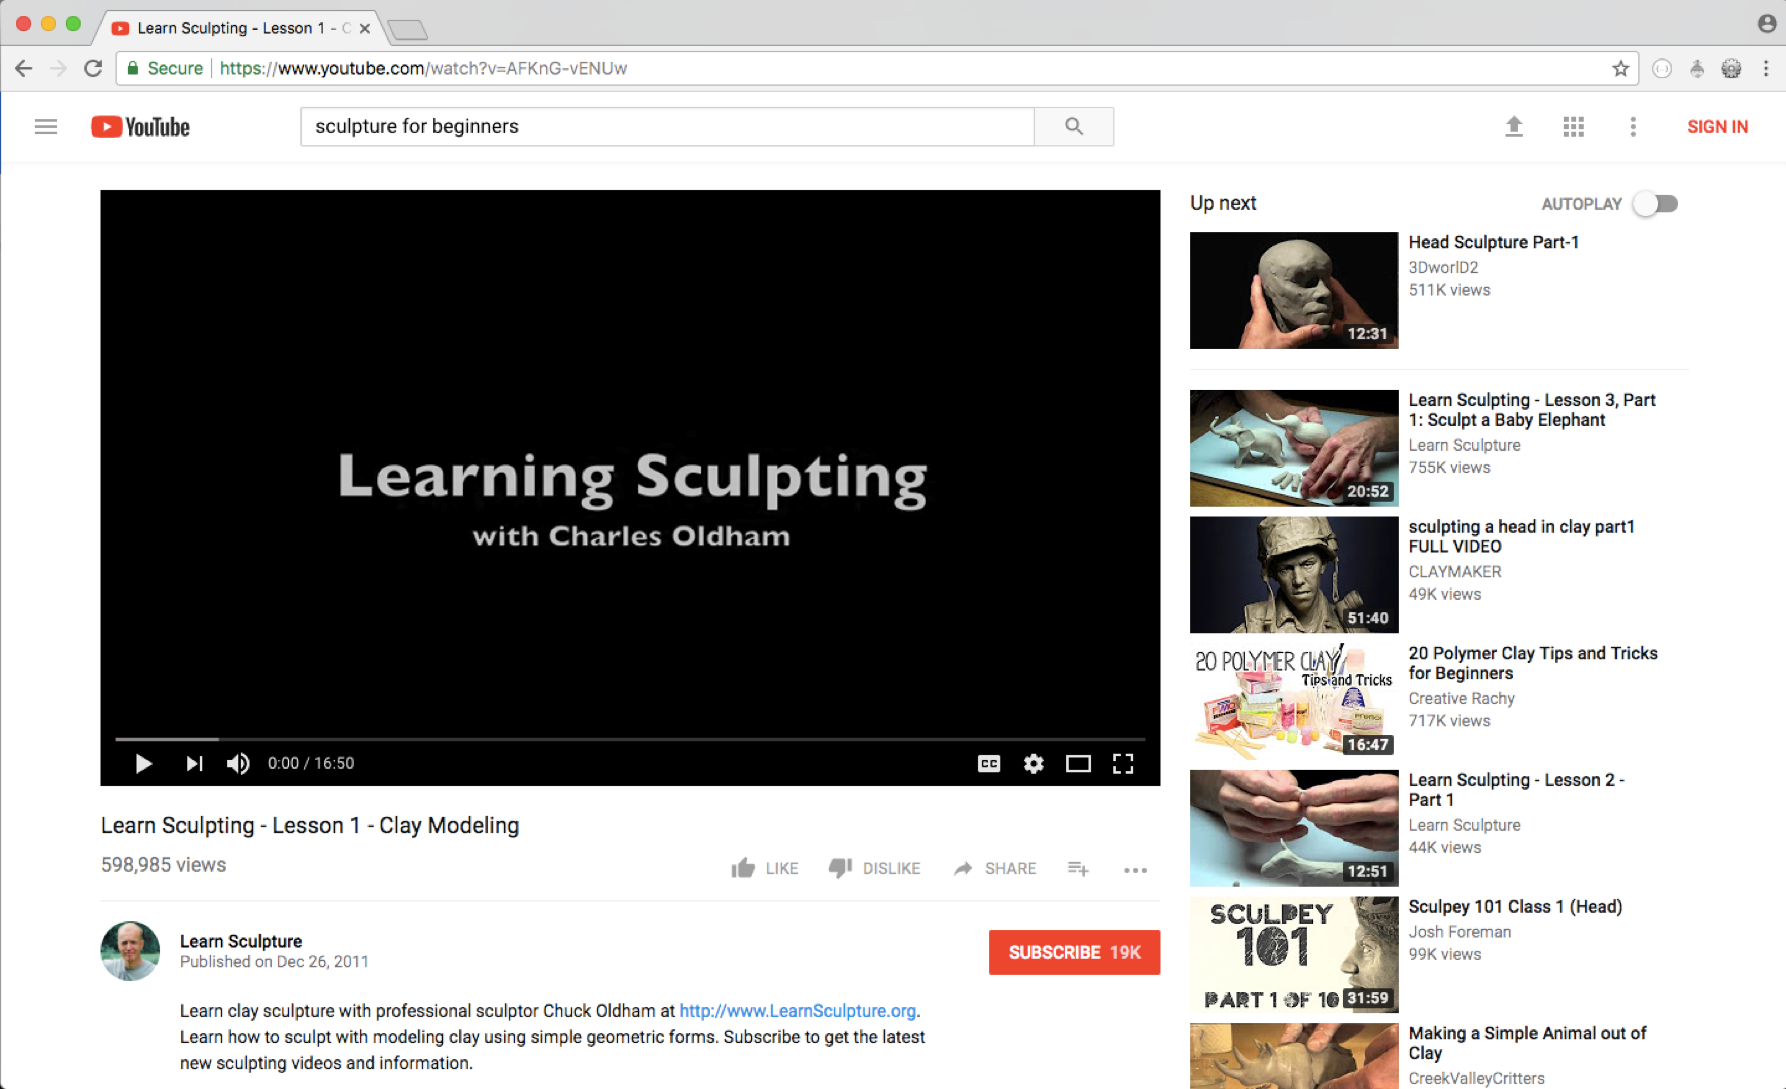 Learn Sculpting - Lesson 1 - C
Secure https://www.youtube.com/watch?v=AFKnG-vENUw
YouTube
sculpture for beginners
SIGN IN
Learning Sculpting
with Charles Oldham
0:00 / 16:50
CC
Learn Sculpting - Lesson 1 - Clay Modeling
598,985 views
LIKE DISLIKE SHARE
Learn Sculpture
Published on Dec 26, 2011
SUBSCRIBE 19K
Learn clay sculpture with professional sculptor Chuck Oldham at http://www.LearnSculpture.org.
Learn how to sculpt with modeling clay using simple geometric forms. Subscribe to get the latest
new sculpting videos and information.
Up next
AUTOPLAY
12:31
Head Sculpture Part-1
3DworlD2
511K views
20:52
Learn Sculpting - Lesson 3, Part
1: Sculpt a Baby Elephant
Learn Sculpture
755K views
51:40
sculpting a head in clay part1
FULL VIDEO
CLAYMAKER
49K views
20 POLYMER CLAY
Tips and Tricks
16:47
20 Polymer Clay Tips and Tricks
for Beginners
Creative Rachy
717K views
12:51
Learn Sculpting - Lesson 2 -
Part 1
Learn Sculpture
44K views
SCULPEY
101
PART 1 OF 10
31:59
Sculpey 101 Class 1 (Head)
Josh Foreman
99K views
Making a Simple Animal out of
Clay
CreekValleyCritters